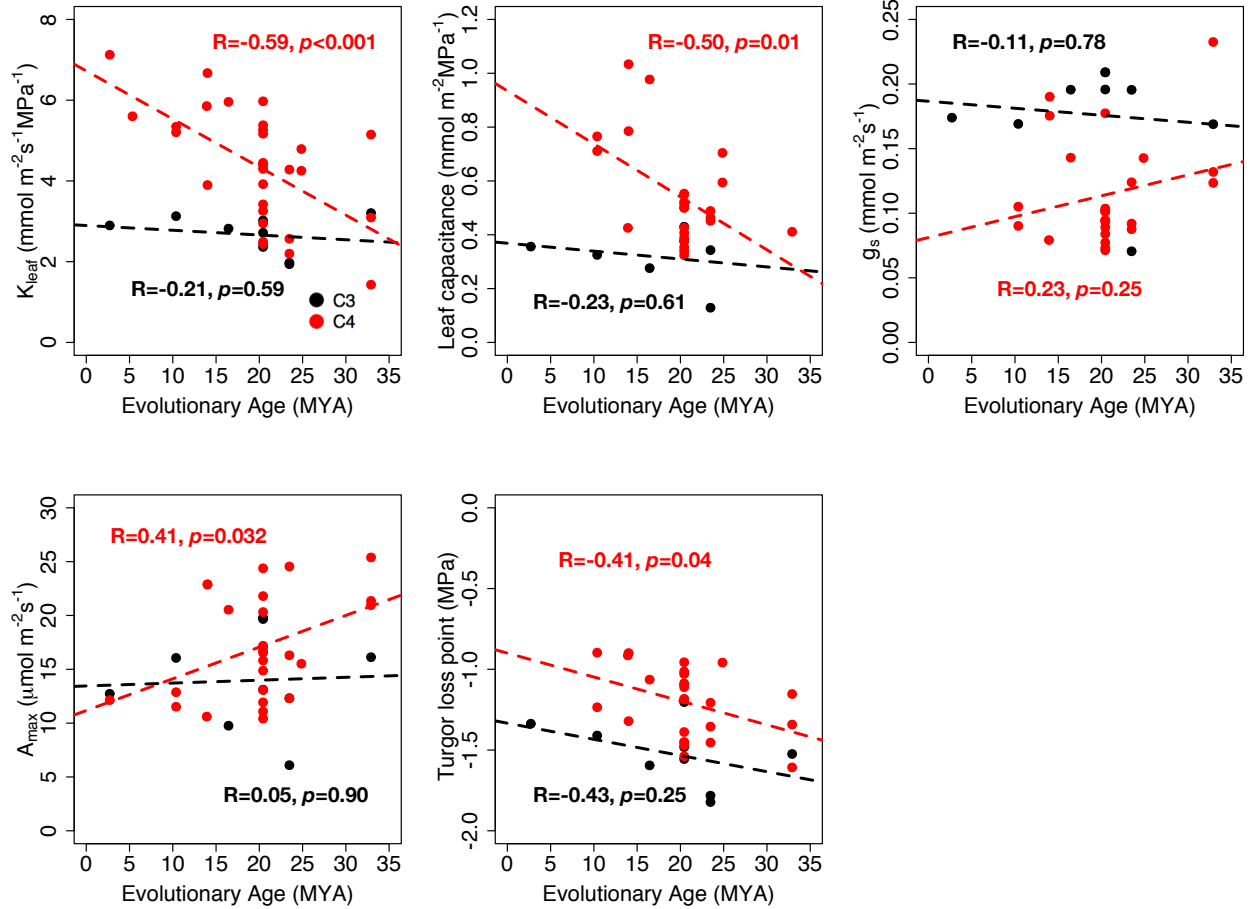 K_leaf (mmol m⁻²s⁻¹MPa⁻¹)
0 2 4 6 8
R=-0.59, p<0.001
R=-0.21, p=0.59
C3
C4
0 5 10 15 20 25 30 35
Evolutionary Age (MYA)
Leaf capacitance (mmol m⁻²MPa⁻¹)
0.0 0.2 0.4 0.6 0.8 1.0 1.2
R=-0.50, p=0.01
R=-0.23, p=0.61
0 5 10 15 20 25 30 35
Evolutionary Age (MYA)
g_s (mmol m⁻²s⁻¹)
0.00 0.05 0.10 0.15 0.20 0.25
R=-0.11, p=0.78
R=0.23, p=0.25
0 5 10 15 20 25 30 35
Evolutionary Age (MYA)
A_max (μmol m⁻²s⁻¹)
0 5 10 15 20 25 30
R=0.41, p=0.032
R=0.05, p=0.90
0 5 10 15 20 25 30 35
Evolutionary Age (MYA)
Turgor loss point (MPa)
-2.0 -1.5 -1.0 -0.5 0.0
R=-0.41, p=0.04
R=-0.43, p=0.25
0 5 10 15 20 25 30 35
Evolutionary Age (MYA)